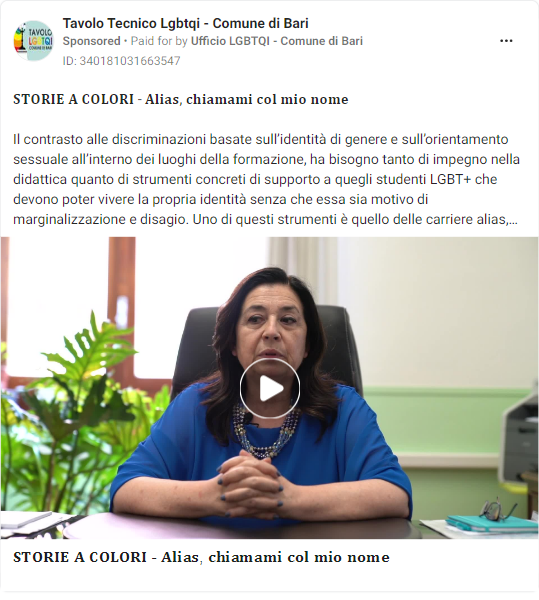 TAVOLO
LGBTQI
COMUNE DI BARI
Tavolo Tecnico Lgbtqi - Comune di Bari
Sponsored • Paid for by Ufficio LGBTQI - Comune di Bari
ID: 340181031663547
STORIE A COLORI - Alias, chiamami col mio nome
Il contrasto alle discriminazioni basate sull'identità di genere e sull'orientamento
sessuale all'interno dei luoghi della formazione, ha bisogno tanto di impegno nella
didattica quanto di strumenti concreti di supporto a quegli studenti LGBT+ che
devono poter vivere la propria identità senza che essa sia motivo di
marginalizzazione e disagio. Uno di questi strumenti è quello delle carriere alias,...
STORIE A COLORI - Alias, chiamami col mio nome